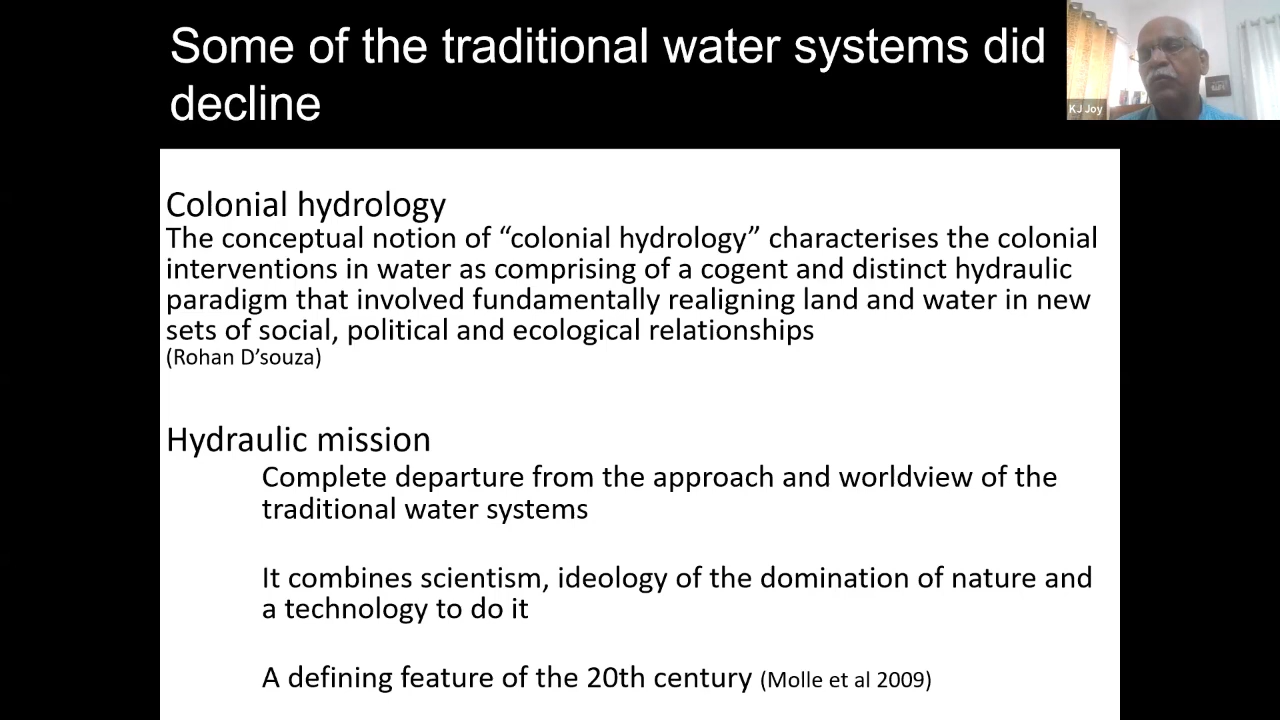 Some of the traditional water systems did
decline
KJ Joy
Colonial hydrology
The conceptual notion of “colonial hydrology” characterises the colonial
interventions in water as comprising of a cogent and distinct hydraulic
paradigm that involved fundamentally realigning land and water in new
sets of social, political and ecological relationships
(Rohan D’souza)
Hydraulic mission
Complete departure from the approach and worldview of the
traditional water systems
It combines scientism, ideology of the domination of nature and
a technology to do it
A defining feature of the 20th century (Molle et al 2009)